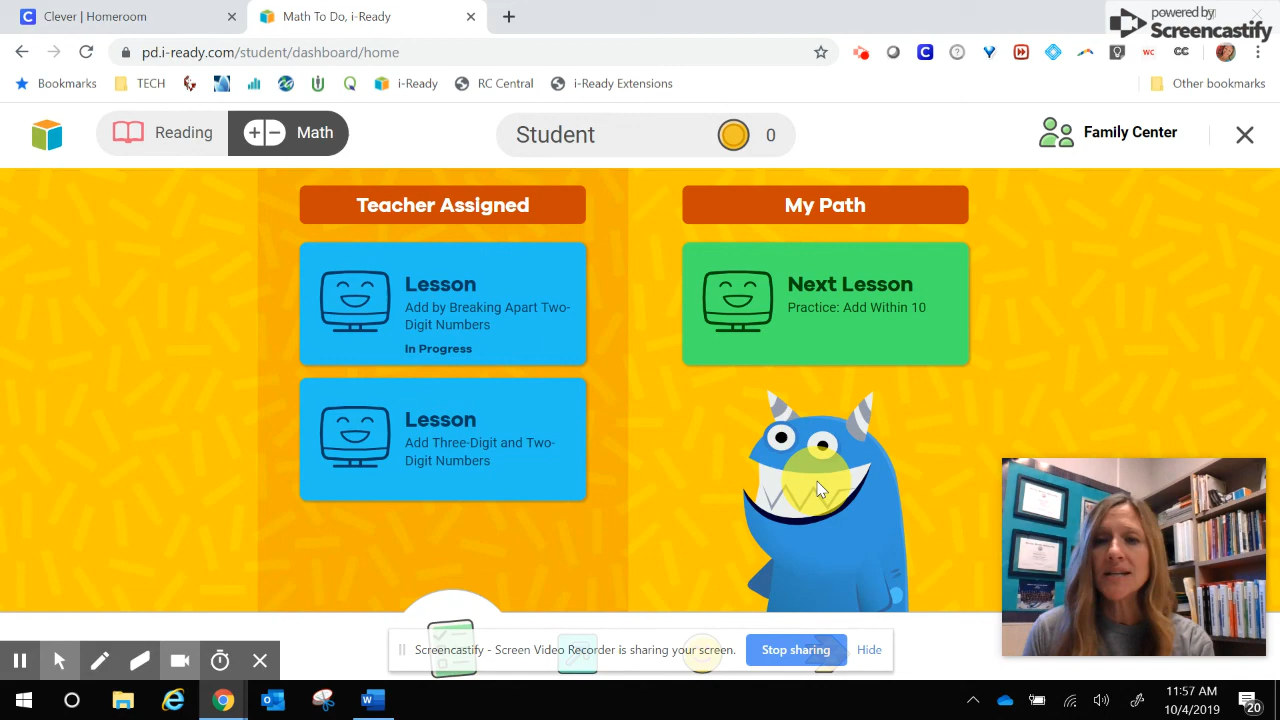 Clever | Homeroom
Math To Do, i-Ready
powered by
Screencastify
pd.i-ready.com/student/dashboard/home
WC
CC
Bookmarks
TECH
i-Ready
RC Central
i-Ready Extensions
Other bookmarks
Reading
Math
Student
0
Family Center
Teacher Assigned
My Path
Lesson
Add by Breaking Apart Two-
Digit Numbers
In Progress
Next Lesson
Practice: Add Within 10
Lesson
Add Three-Digit and Two-
Digit Numbers
Screencastify - Screen Video Recorder is sharing your screen.
Stop sharing
Hide
11:57 AM
10/4/2019
20